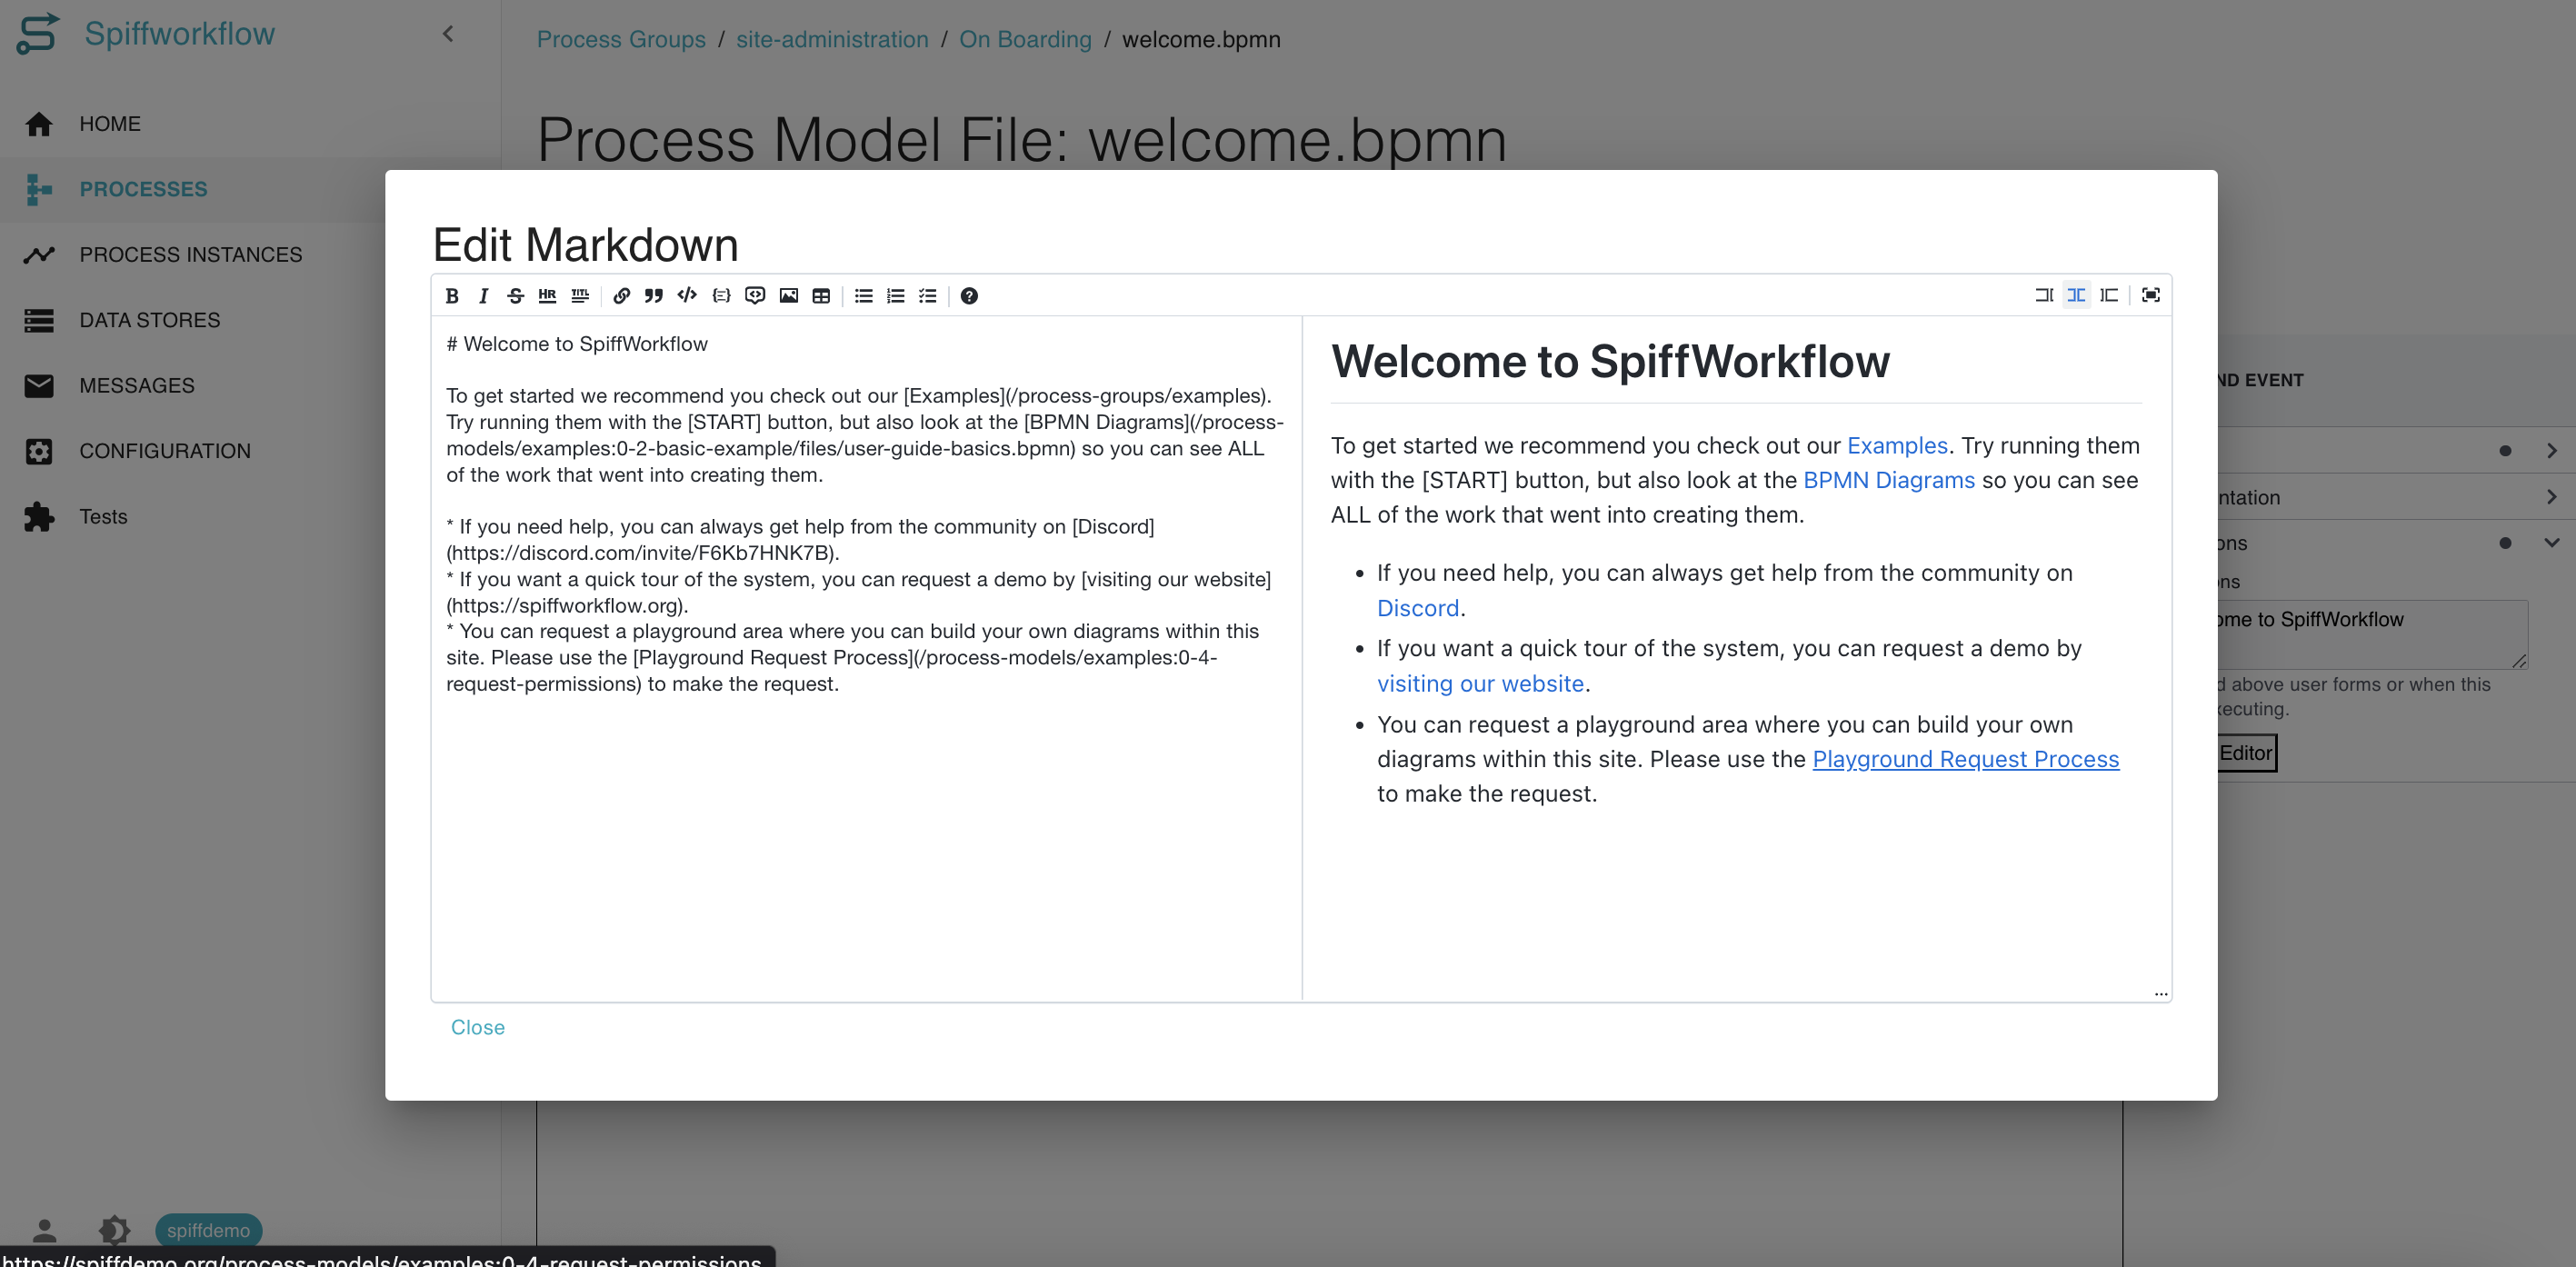 Spiffworkflow
Process Groups / site-administration / On Boarding / welcome.bpmn
HOME
Process Model File: welcome.bpmn
PROCESSES
PROCESS INSTANCES
DATA STORES
MESSAGES
CONFIGURATION
Tests
Edit Markdown
HR TITL
# Welcome to SpiffWorkflow
To get started we recommend you check out our [Examples](/process-groups/examples).
Try running them with the [START] button, but also look at the [BPMN Diagrams](/process-
models/examples:0-2-basic-example/files/user-guide-basics.bpmn) so you can see ALL
of the work that went into creating them.
* If you need help, you can always get help from the community on [Discord]
(https://discord.com/invite/F6Kb7HNK7B).
* If you want a quick tour of the system, you can request a demo by [visiting our website]
(https://spiffworkflow.org).
* You can request a playground area where you can build your own diagrams within this
site. Please use the [Playground Request Process](/process-models/examples:0-4-
request-permissions) to make the request.
Welcome to SpiffWorkflow
To get started we recommend you check out our Examples. Try running them
with the [START] button, but also look at the BPMN Diagrams so you can see
ALL of the work that went into creating them.
• If you need help, you can always get help from the community on
Discord.
• If you want a quick tour of the system, you can request a demo by
visiting our website.
• You can request a playground area where you can build your own
diagrams within this site. Please use the Playground Request Process
to make the request.
Close
ND EVENT
ntation
ons
ns
ome to SpiffWorkflow
d above user forms or when this
xecuting.
Editor
spiffdemo
https://spiffdemo.org/process-models/examples:0-4-request-permissions